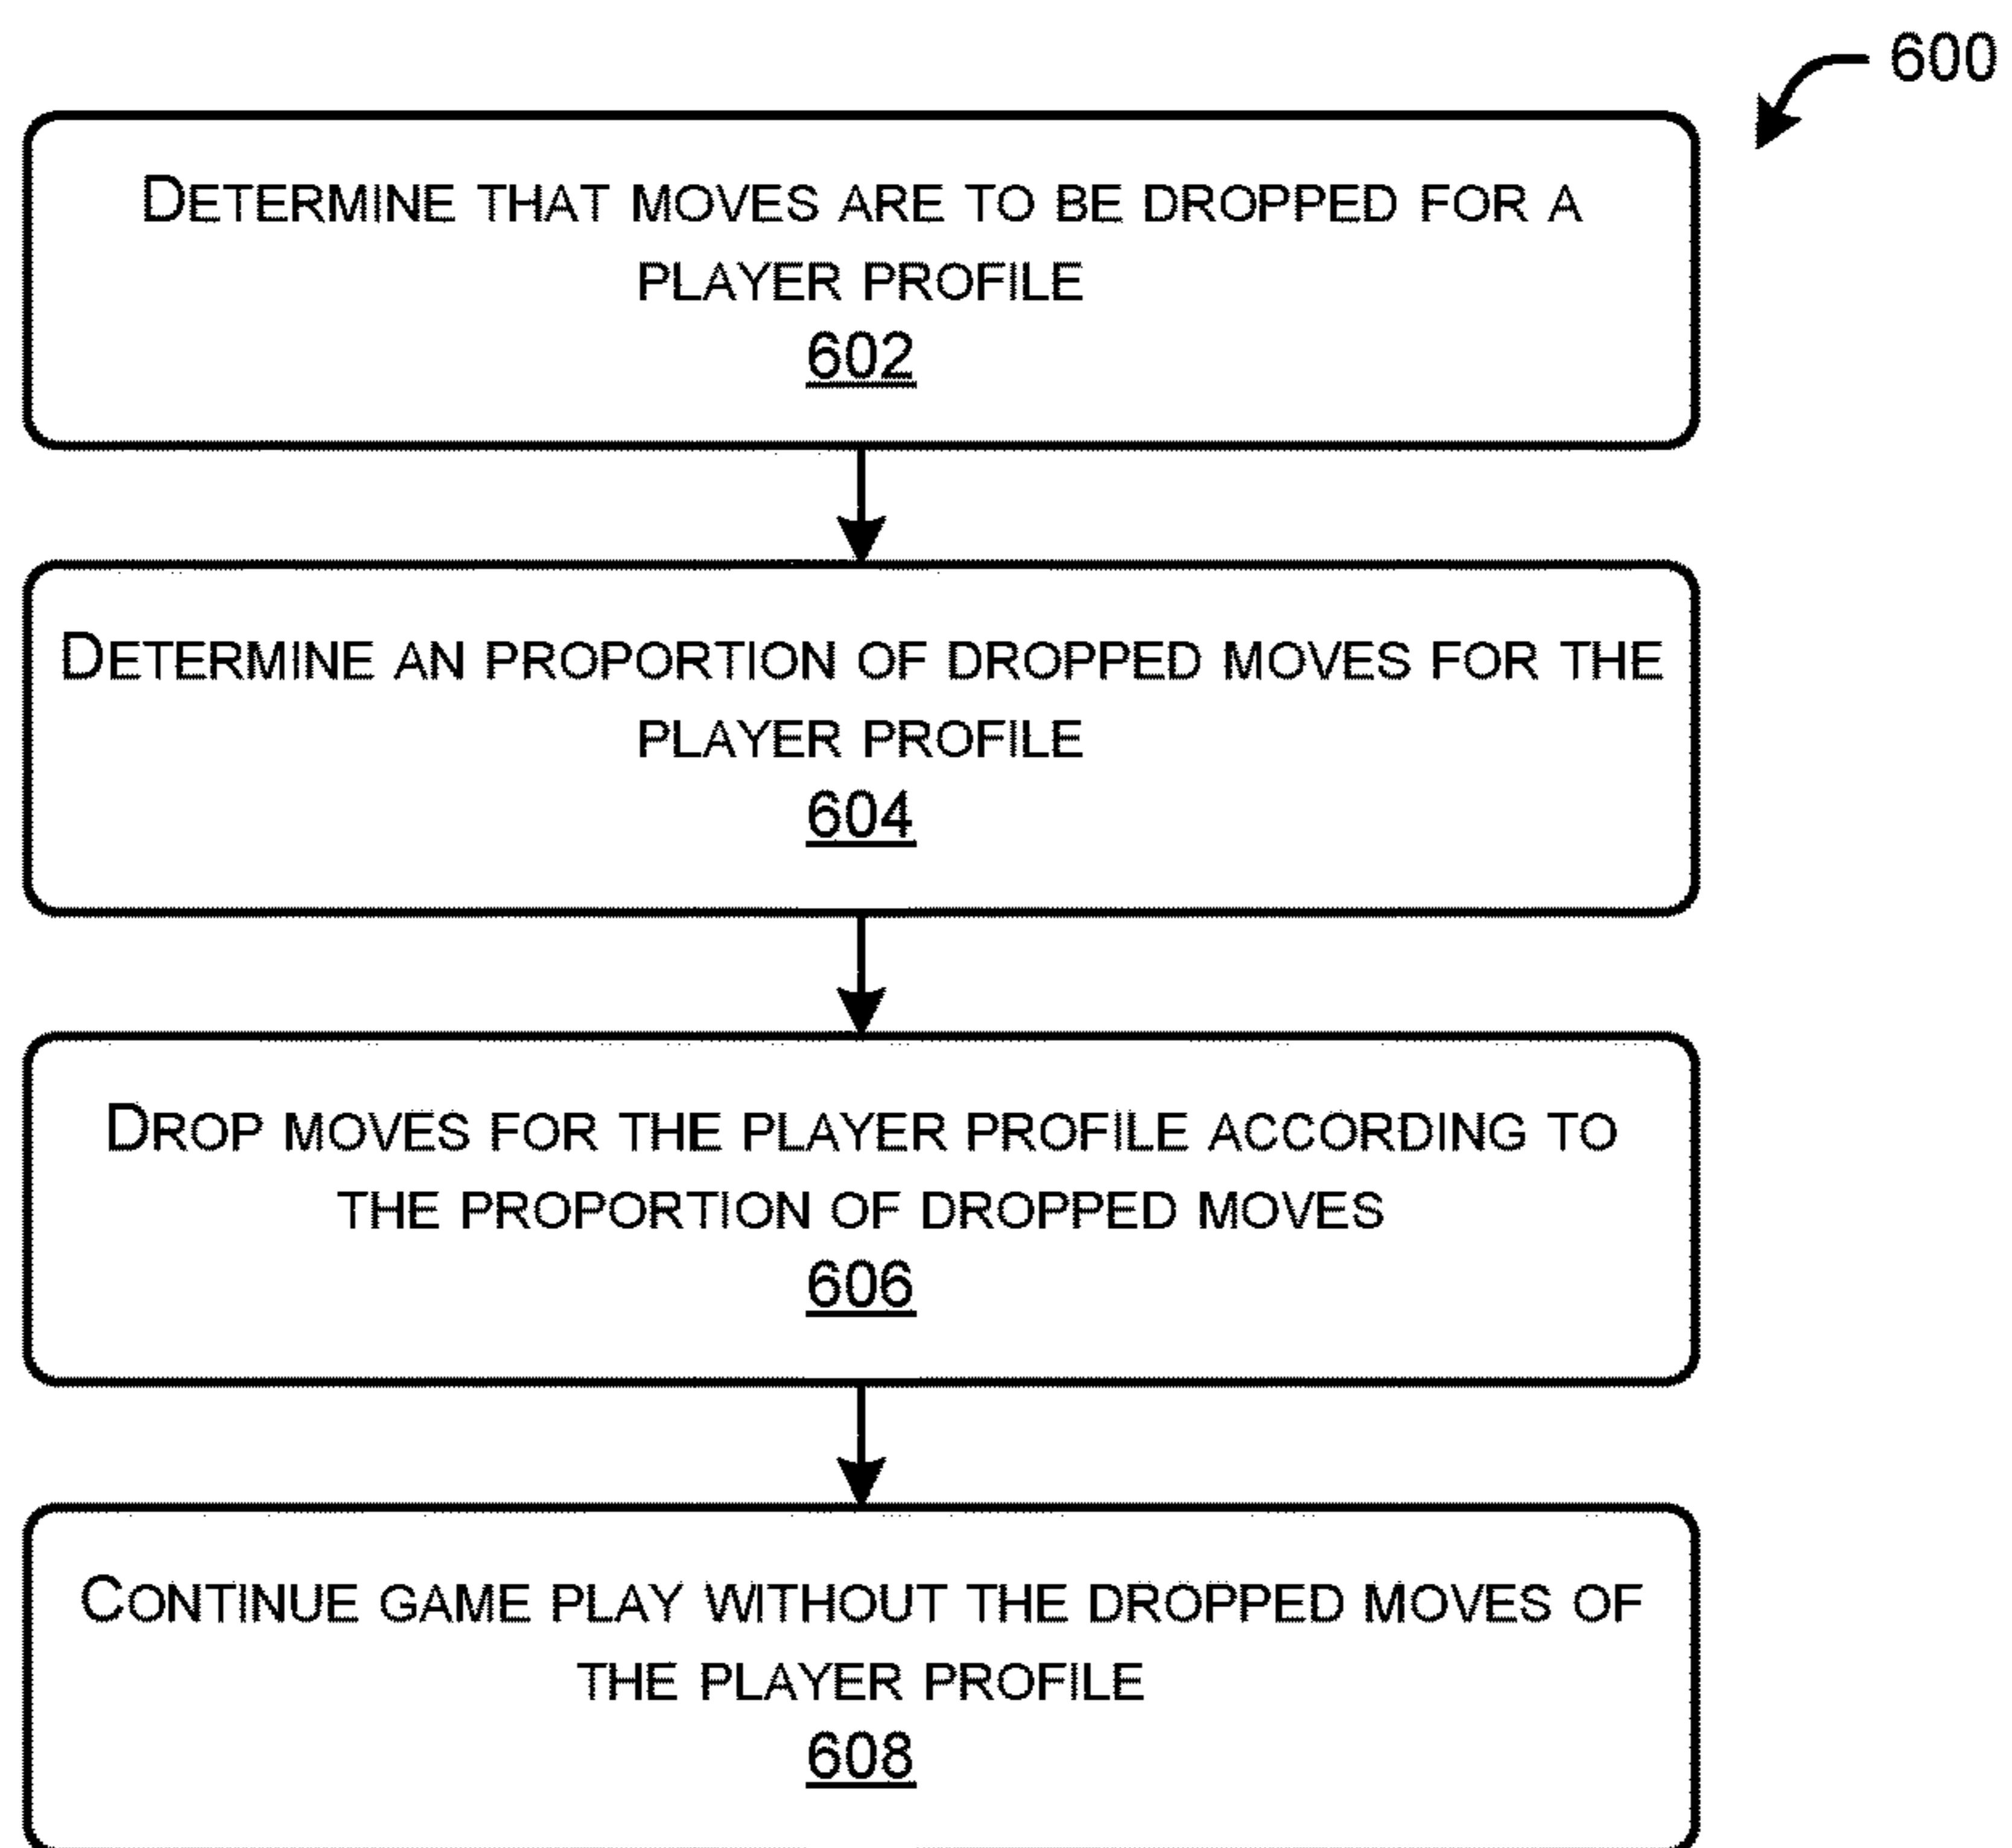 600
DETERMINE THAT MOVES ARE TO BE DROPPED FOR A
PLAYER PROFILE
602
DETERMINE AN PROPORTION OF DROPPED MOVES FOR THE
PLAYER PROFILE
604
DROP MOVES FOR THE PLAYER PROFILE ACCORDING TO
THE PROPORTION OF DROPPED MOVES
606
CONTINUE GAME PLAY WITHOUT THE DROPPED MOVES OF
THE PLAYER PROFILE
608